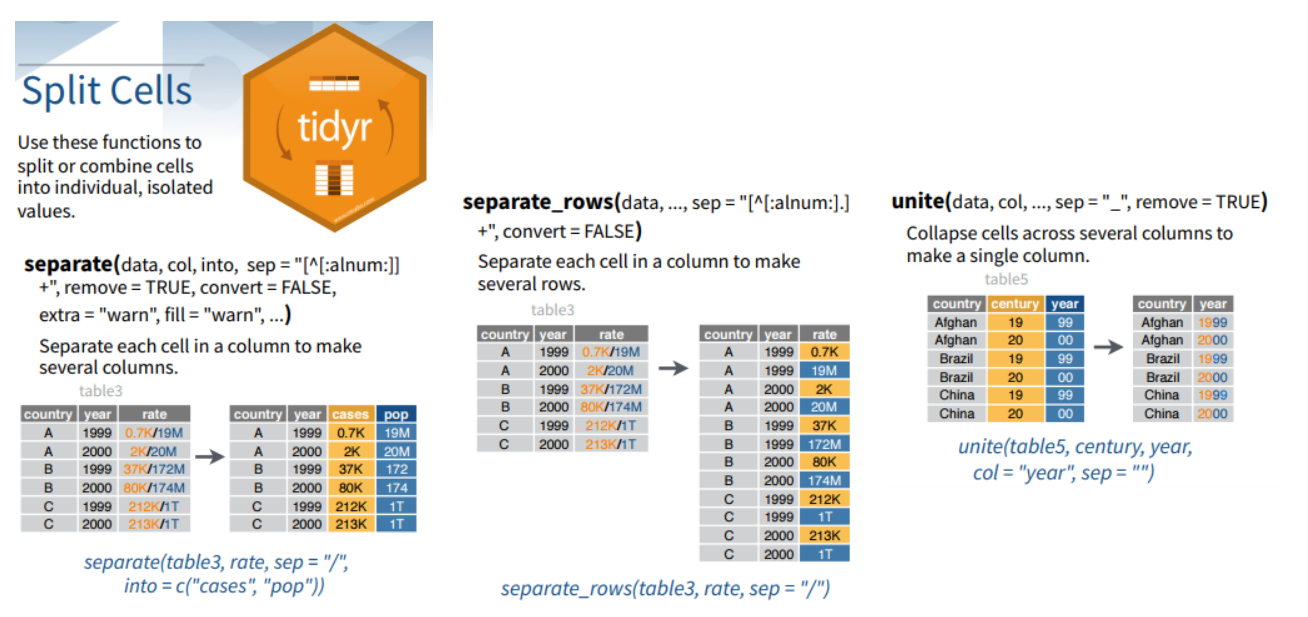 Split Cells
tidyr
Use these functions to
split or combine cells
into individual, isolated
values.
separate(data, col, into, sep = "[^[:alnum:]]
+", remove = TRUE, convert = FALSE,
extra = "warn", fill = "warn", ...)
Separate each cell in a column to make
several columns.
table3
country year rate
A 1999 0.7K/19M
A 2000 2K/20M
B 1999 37K/172M
B 2000 80K/174M
C 1999 212K/1T
C 2000 213K/1T
country year cases pop
A 1999 0.7K 19M
A 2000 2K 20M
B 1999 37K 172
B 2000 80K 174
C 1999 212K 1T
C 2000 213K 1T
separate(table3, rate, sep = "/",
into = c("cases", "pop"))
separate_rows(data, ..., sep = "[^[:alnum:].]
+", convert = FALSE)
Separate each cell in a column to make
several rows.
table3
country year rate
A 1999 0.7K/19M
A 2000 2K/20M
B 1999 37K/172M
B 2000 80K/174M
C 1999 212K/1T
C 2000 213K/1T
country year rate
A 1999 0.7K
A 1999 19M
A 2000 2K
A 2000 20M
B 1999 37K
B 1999 172M
B 2000 80K
B 2000 174M
C 1999 212K
C 1999 1T
C 2000 213K
C 2000 1T
separate_rows(table3, rate, sep = "/")
unite(data, col, ..., sep = "_", remove = TRUE)
Collapse cells across several columns to
make a single column.
table5
country century year
Afghan 19 99
Afghan 20 00
Brazil 19 99
Brazil 20 00
China 19 99
China 20 00
country year
Afghan 1999
Afghan 2000
Brazil 1999
Brazil 2000
China 1999
China 2000
unite(table5, century, year,
col = "year", sep = "")